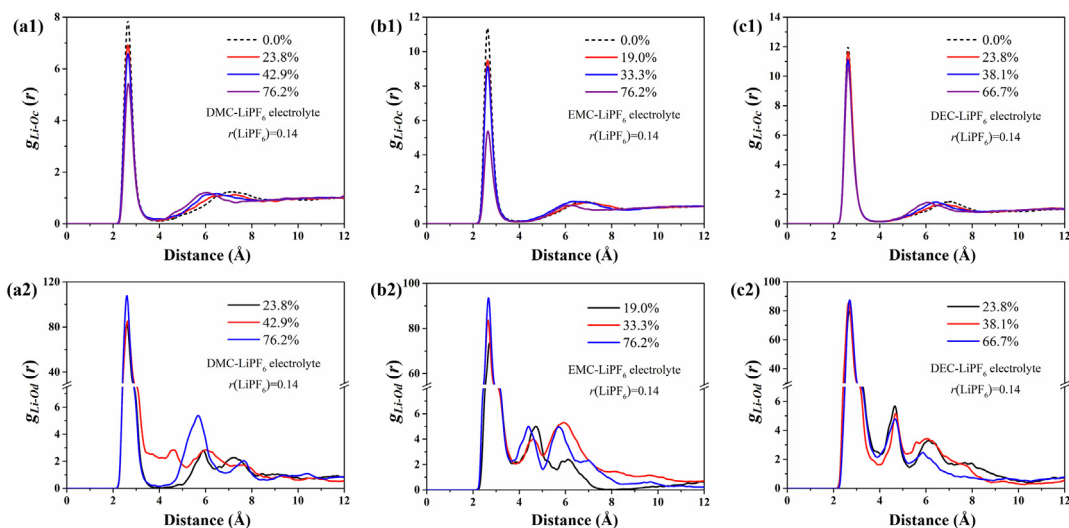 (a1)
8
6
4
2
0
g_Li-Oc (r)
0.0%
23.8%
42.9%
76.2%
DMC-LiPF₆ electrolyte
r(LiPF₆)=0.14
0 2 4 6 8 10 12
Distance (Å)
(b1)
12
10
8
6
4
2
0
g_Li-Oc (r)
0.0%
19.0%
33.3%
76.2%
EMC-LiPF₆ electrolyte
r(LiPF₆)=0.14
0 2 4 6 8 10 12
Distance (Å)
(c1)
14
12
10
8
6
4
2
0
g_Li-Oc (r)
0.0%
23.8%
38.1%
66.7%
DEC-LiPF₆ electrolyte
r(LiPF₆)=0.14
0 2 4 6 8 10 12
Distance (Å)
(a2)
120
100
80
60
40
6
4
2
0
g_Li-Od (r)
23.8%
42.9%
76.2%
DMC-LiPF₆ electrolyte
r(LiPF₆)=0.14
0 2 4 6 8 10 12
Distance (Å)
(b2)
100
80
60
6
4
2
0
g_Li-Od (r)
19.0%
33.3%
76.2%
EMC-LiPF₆ electrolyte
r(LiPF₆)=0.14
0 2 4 6 8 10 12
Distance (Å)
(c2)
100
80
60
40
6
4
2
0
g_Li-Od (r)
23.8%
38.1%
66.7%
DEC-LiPF₆ electrolyte
r(LiPF₆)=0.14
0 2 4 6 8 10 12
Distance (Å)